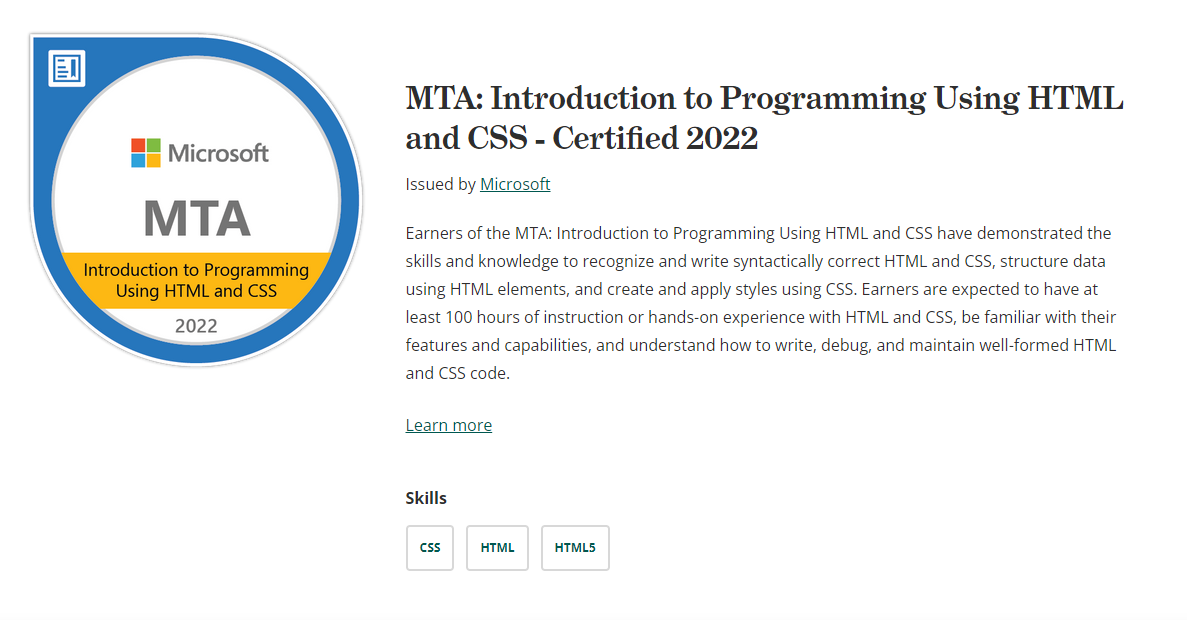 Microsoft
MTA
Introduction to Programming
Using HTML and CSS
2022
MTA: Introduction to Programming Using HTML
and CSS - Certified 2022
Issued by Microsoft
Earners of the MTA: Introduction to Programming Using HTML and CSS have demonstrated the
skills and knowledge to recognize and write syntactically correct HTML and CSS, structure data
using HTML elements, and create and apply styles using CSS. Earners are expected to have at
least 100 hours of instruction or hands-on experience with HTML and CSS, be familiar with their
features and capabilities, and understand how to write, debug, and maintain well-formed HTML
and CSS code.
Learn more
Skills
CSS HTML HTML5